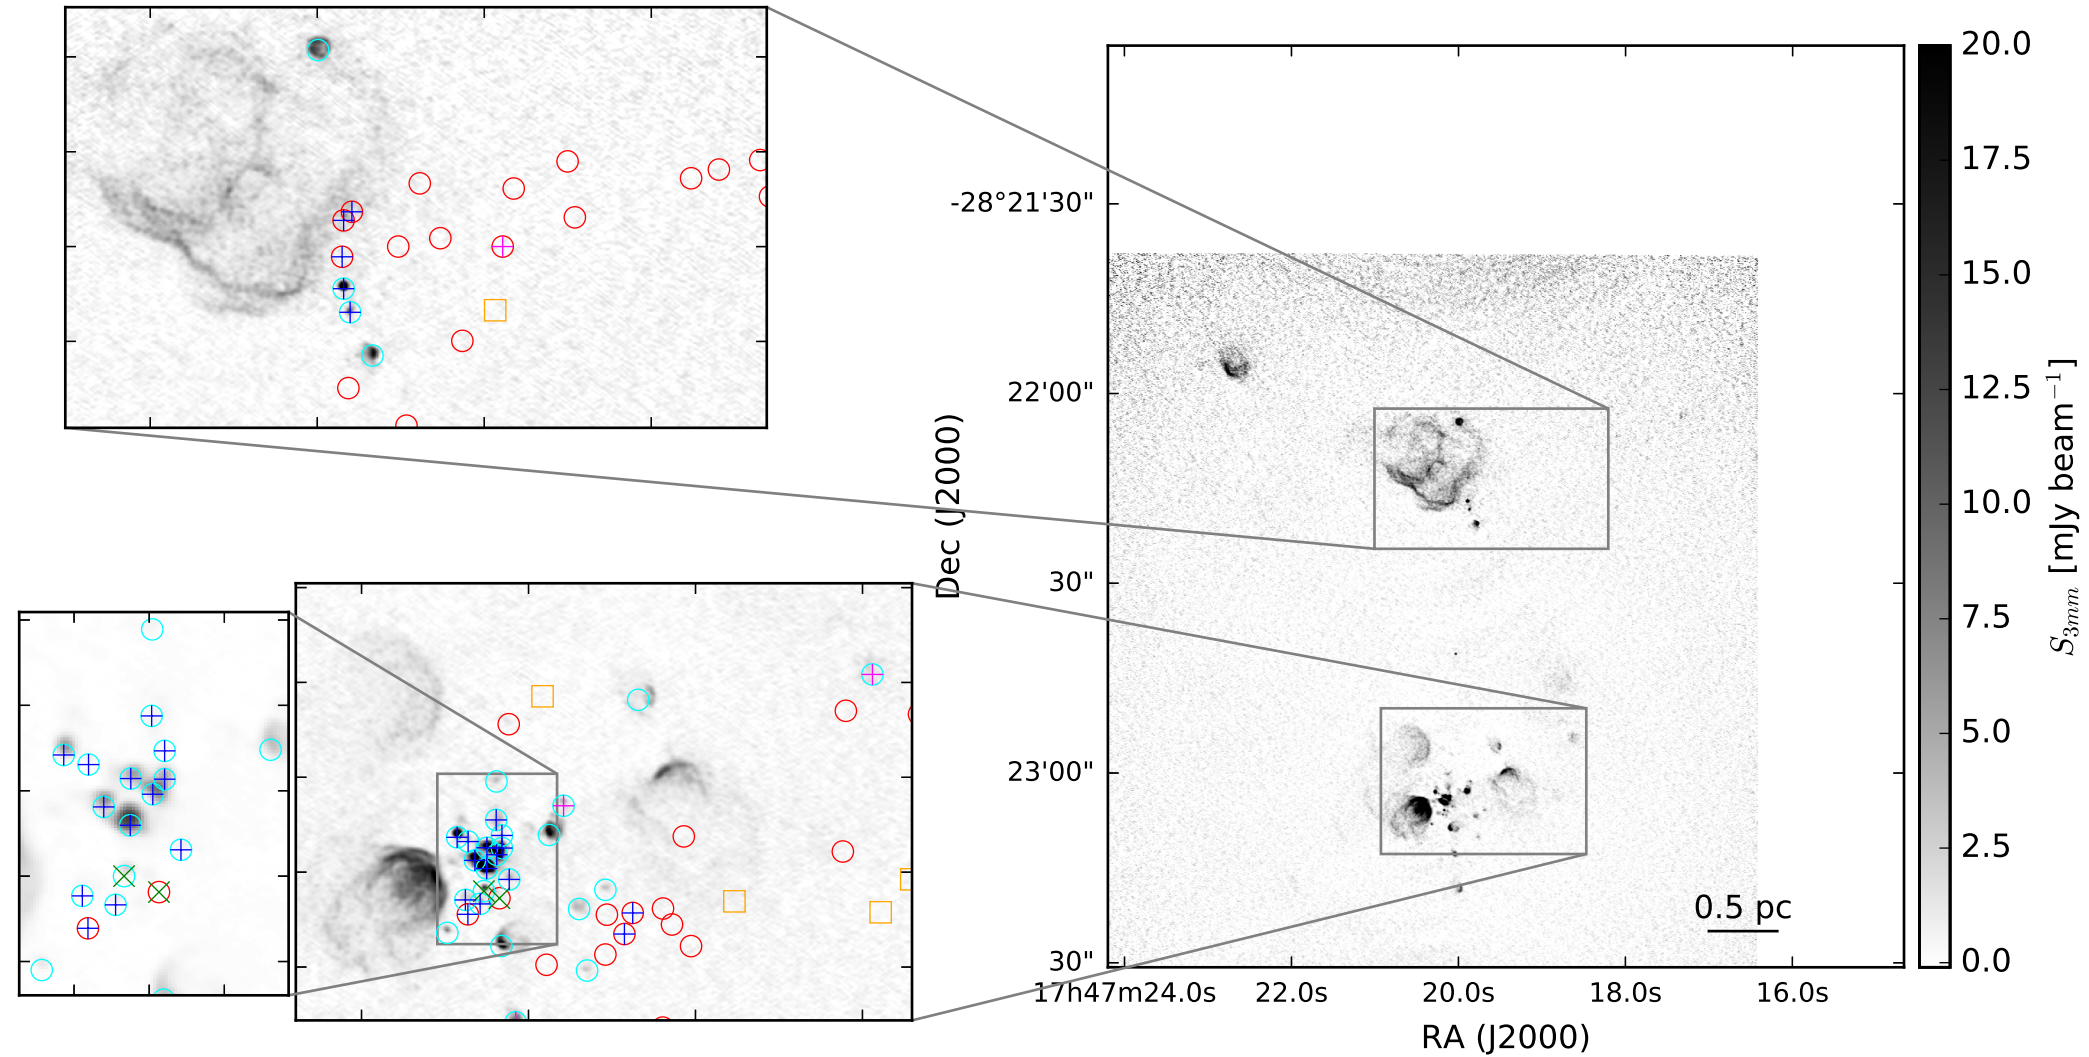 -28°21'30"
22'00"
30"
23'00"
30"
Dec (J2000)
17h47m24.0s 22.0s 20.0s 18.0s 16.0s
RA (J2000)
0.5 pc
20.0
17.5
15.0
12.5
10.0
7.5
5.0
2.5
0.0
S3mm [mJy beam−1]